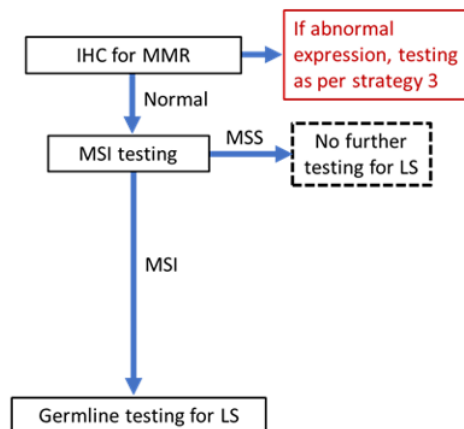 IHC for MMR
If abnormal
expression, testing
as per strategy 3
Normal
MSI testing
MSS
No further
testing for LS
MSI
Germline testing for LS